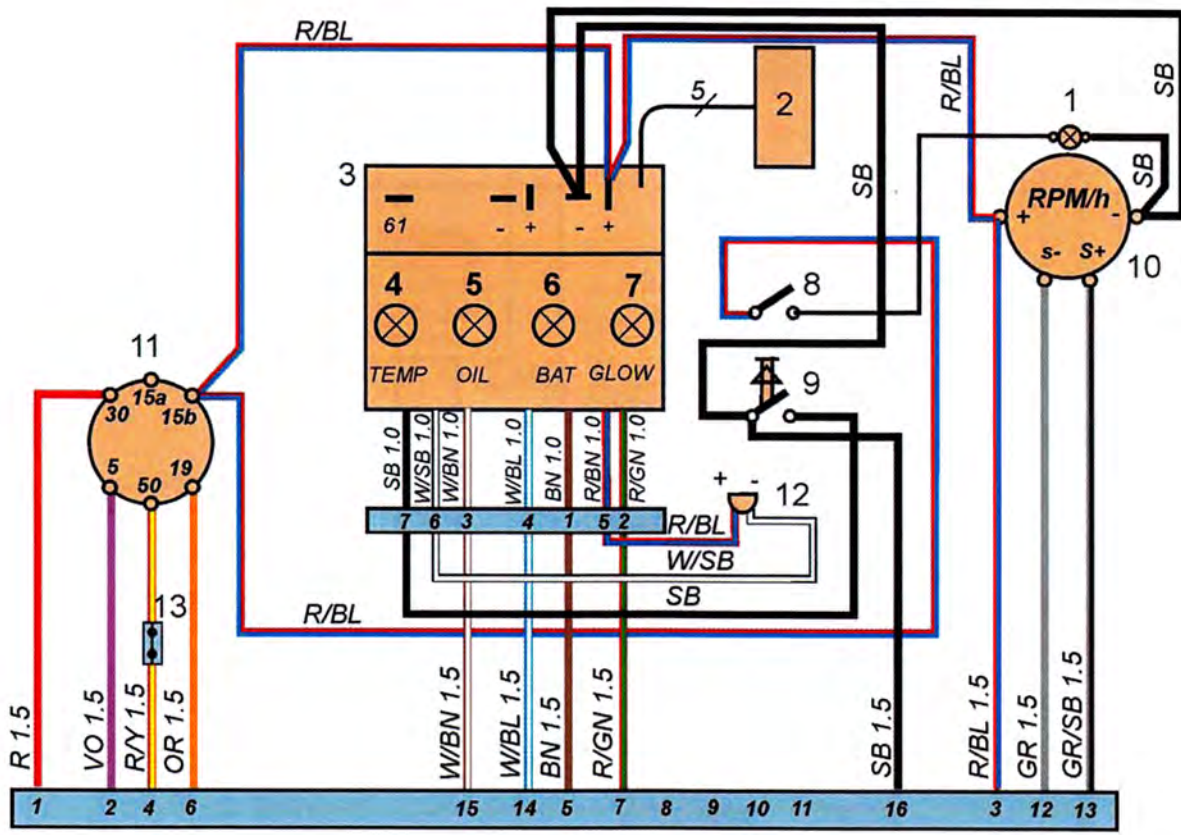 R/BL
SB
R/BL
SB
SB
1
5
2
3
61
- +
- +
+ RPM/h -
s- S+
10
4 5 6 7
TEMP OIL BAT GLOW
8
9
11
15a
30
15b
5
50
19
SB 1.0
W/SB 1.0
W/BN 1.0
W/BL 1.0
BN 1.0
R/BN 1.0
R/GN 1.0
7 6 3 4 1 5 2
+ -
12
R/BL
W/SB
SB
13
R/BL
R 1.5
VO 1.5
R/Y 1.5
OR 1.5
W/BN 1.5
W/BL 1.5
BN 1.5
R/GN 1.5
SB 1.5
R/BL 1.5
GR 1.5
GR/SB 1.5
1 2 4 6 15 14 5 7 8 9 10 11 16 3 12 13